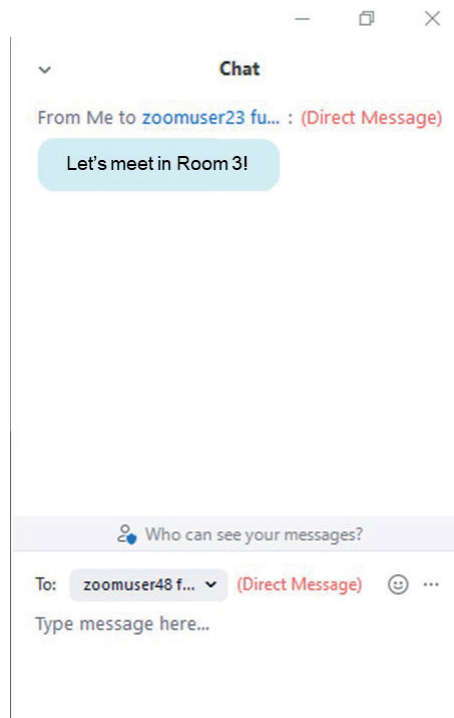 Chat
From Me to zoomuser23 fu... : (Direct Message)
Let's meet in Room 3!
Who can see your messages?
To: zoomuser48 f... (Direct Message) ...
Type message here...